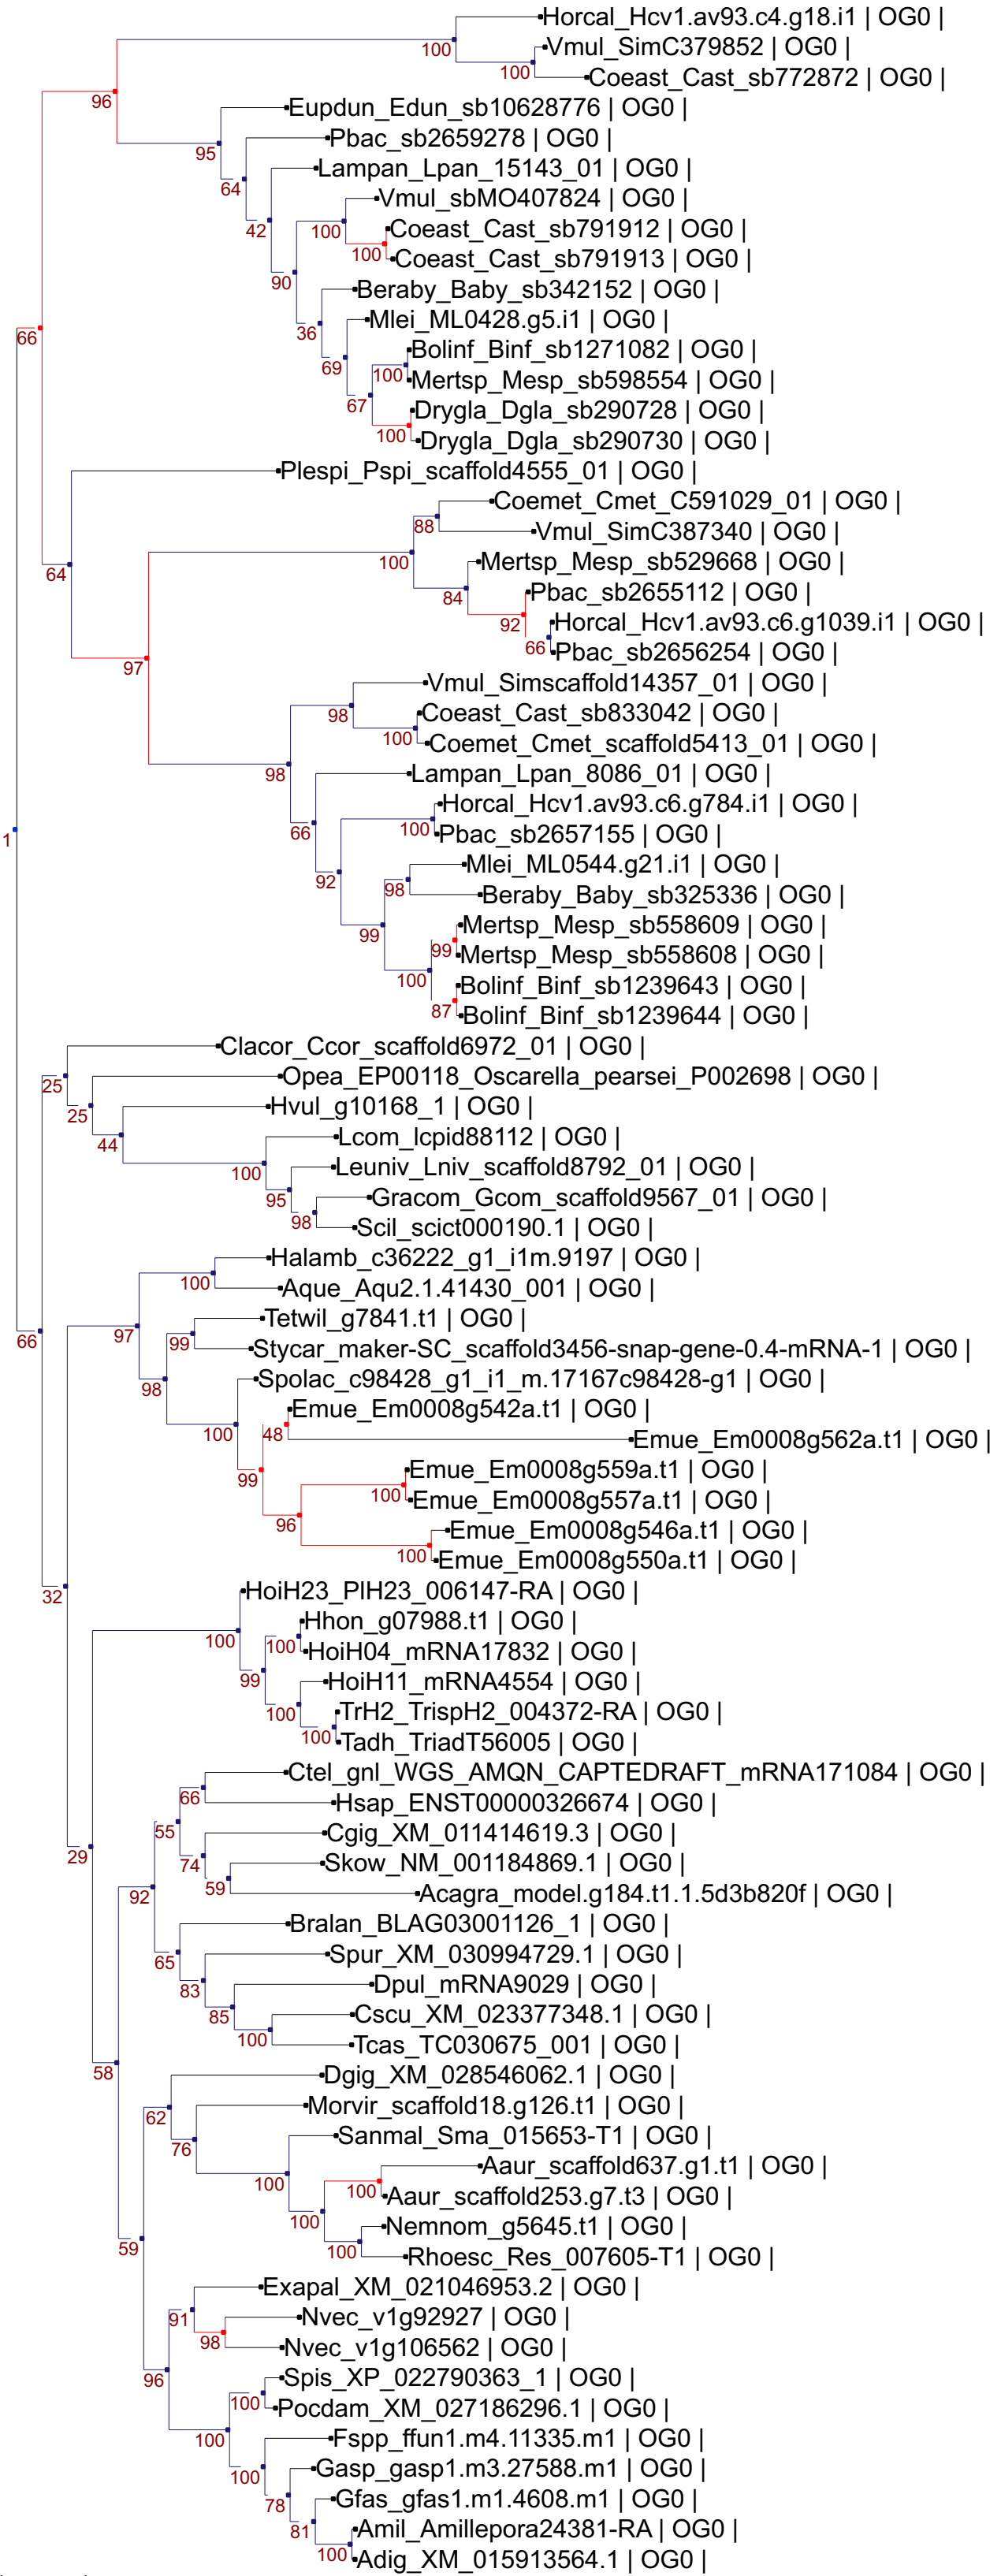 Horcal_Hcv1.av93.c4.g18.i1 | OG0 |
100
Vmul_SimC379852 | OG0 |
100
Coeast_Cast_sb772872 | OG0 |
96
Eupdun_Edun_sb10628776 | OG0 |
95
Pbac_sb2659278 | OG0 |
64
Lampan_Lpan_15143_01 | OG0 |
42
Vmul_sbMO407824 | OG0 |
100
Coeast_Cast_sb791912 | OG0 |
100
Coeast_Cast_sb791913 | OG0 |
90
Beraby_Baby_sb342152 | OG0 |
36
Mlei_ML0428.g5.i1 | OG0 |
66
69
Bolinf_Binf_sb1271082 | OG0 |
100
Mertsp_Mesp_sb598554 | OG0 |
67
Drygla_Dgla_sb290728 | OG0 |
100
Drygla_Dgla_sb290730 | OG0 |
Plespi_Pspi_scaffold4555_01 | OG0 |
Coemet_Cmet_C591029_01 | OG0 |
88
Vmul_SimC387340 | OG0 |
100
Mertsp_Mesp_sb529668 | OG0 |
64
84
Pbac_sb2655112 | OG0 |
92
Horcal_Hcv1.av93.c6.g1039.i1 | OG0 |
66
Pbac_sb2656254 | OG0 |
97
Vmul_Simscaffold14357_01 | OG0 |
98
Coeast_Cast_sb833042 | OG0 |
100
Coemet_Cmet_scaffold5413_01 | OG0 |
98
Lampan_Lpan_8086_01 | OG0 |
66
Horcal_Hcv1.av93.c6.g784.i1 | OG0 |
100
Pbac_sb2657155 | OG0 |
1
92
Mlei_ML0544.g21.i1 | OG0 |
98
Beraby_Baby_sb325336 | OG0 |
99
Mertsp_Mesp_sb558609 | OG0 |
99
Mertsp_Mesp_sb558608 | OG0 |
100
Bolinf_Binf_sb1239643 | OG0 |
87
Bolinf_Binf_sb1239644 | OG0 |
Clacor_Ccor_scaffold6972_01 | OG0 |
25
Opea_EP00118_Oscarella_pearsei_P002698 | OG0 |
25
Hvul_g10168_1 | OG0 |
44
Lcom_lcpid88112 | OG0 |
100
Leuniv_Lniv_scaffold8792_01 | OG0 |
95
Gracom_Gcom_scaffold9567_01 | OG0 |
98
Scil_scict000190.1 | OG0 |
Halamb_c36222_g1_i1m.9197 | OG0 |
100
Aque_Aqu2.1.41430_001 | OG0 |
66
97
Tetwil_g7841.t1 | OG0 |
99
Stycar_maker-SC_scaffold3456-snap-gene-0.4-mRNA-1 | OG0 |
98
Spolac_c98428_g1_i1_m.17167c98428-g1 | OG0 |
100
Emue_Em0008g542a.t1 | OG0 |
48
Emue_Em0008g562a.t1 | OG0 |
99
Emue_Em0008g559a.t1 | OG0 |
100
Emue_Em0008g557a.t1 | OG0 |
96
Emue_Em0008g546a.t1 | OG0 |
100
Emue_Em0008g550a.t1 | OG0 |
32
HoiH23_PlH23_006147-RA | OG0 |
100
Hhon_g07988.t1 | OG0 |
100
HoiH04_mRNA17832 | OG0 |
99
HoiH11_mRNA4554 | OG0 |
100
TrH2_TrispH2_004372-RA | OG0 |
100
Tadh_TriadT56005 | OG0 |
Ctel_gnl_WGS_AMQN_CAPTEDRAFT_mRNA171084 | OG0 |
66
Hsap_ENST00000326674 | OG0 |
55
Cgig_XM_011414619.3 | OG0 |
29
74
Skow_NM_001184869.1 | OG0 |
59
Acagra_model.g184.t1.1.5d3b820f | OG0 |
92
Bralan_BLAG03001126_1 | OG0 |
65
Spur_XM_030994729.1 | OG0 |
83
Dpul_mRNA9029 | OG0 |
85
Cscu_XM_023377348.1 | OG0 |
100
Tcas_TC030675_001 | OG0 |
58
Dgig_XM_028546062.1 | OG0 |
62
Morvir_scaffold18.g126.t1 | OG0 |
76
Sanmal_Sma_015653-T1 | OG0 |
100
Aaur_scaffold637.g1.t1 | OG0 |
100
Aaur_scaffold253.g7.t3 | OG0 |
100
Nemnom_g5645.t1 | OG0 |
59
100
Rhoesc_Res_007605-T1 | OG0 |
Exapal_XM_021046953.2 | OG0 |
91
Nvec_v1g92927 | OG0 |
98
Nvec_v1g106562 | OG0 |
96
Spis_XP_022790363_1 | OG0 |
100
Pocdam_XM_027186296.1 | OG0 |
100
Fspp_ffun1.m4.11335.m1 | OG0 |
100
Gasp_gasp1.m3.27588.m1 | OG0 |
78
Gfas_gfas1.m1.4608.m1 | OG0 |
81
Amil_Amillepora24381-RA | OG0 |
100
Adig_XM_015913564.1 | OG0 |